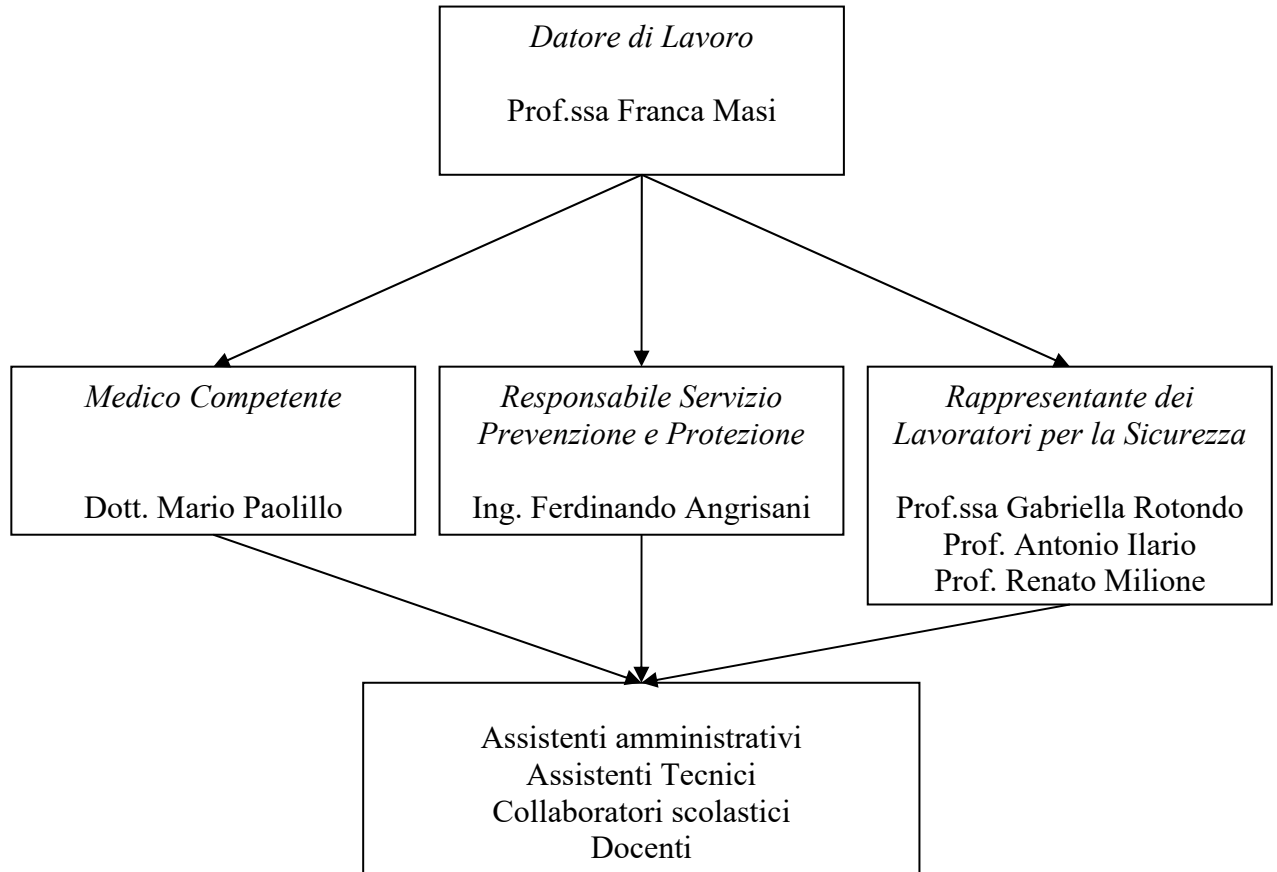 Datore di Lavoro
Prof.ssa Franca Masi
Medico Competente
Dott. Mario Paolillo
Responsabile Servizio
Prevenzione e Protezione
Ing. Ferdinando Angrisani
Rappresentante dei
Lavoratori per la Sicurezza
Prof.ssa Gabriella Rotondo
Prof. Antonio Ilario
Prof. Renato Milione
Assistenti amministrativi
Assistenti Tecnici
Collaboratori scolastici
Docenti